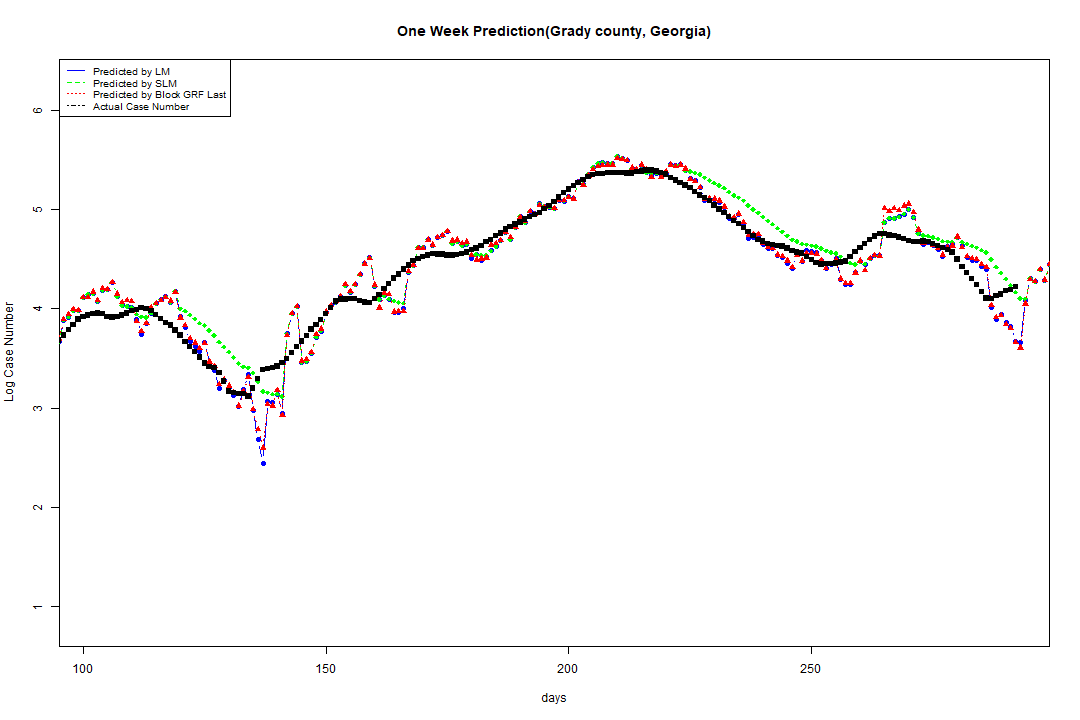 One Week Prediction(Grady county, Georgia)
Predicted by LM
Predicted by SLM
Predicted by Block GRF Last
Actual Case Number
Log Case Number
6
5
4
3
2
1
100 150 200 250
days